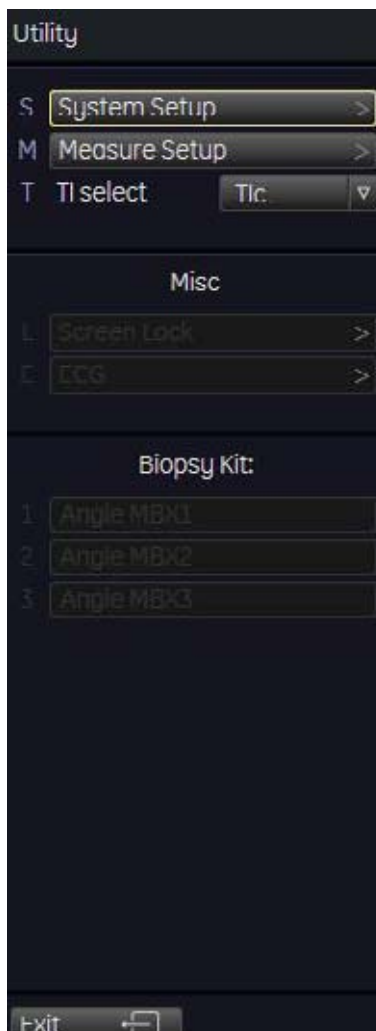 Utility
S System Setup >
M Measure Setup >
T TI select TIc
Misc
L Screen Lock >
E ECG >
Biopsy Kit:
1 Angle MBX1
2 Angle MBX2
3 Angle MBX3
Exit